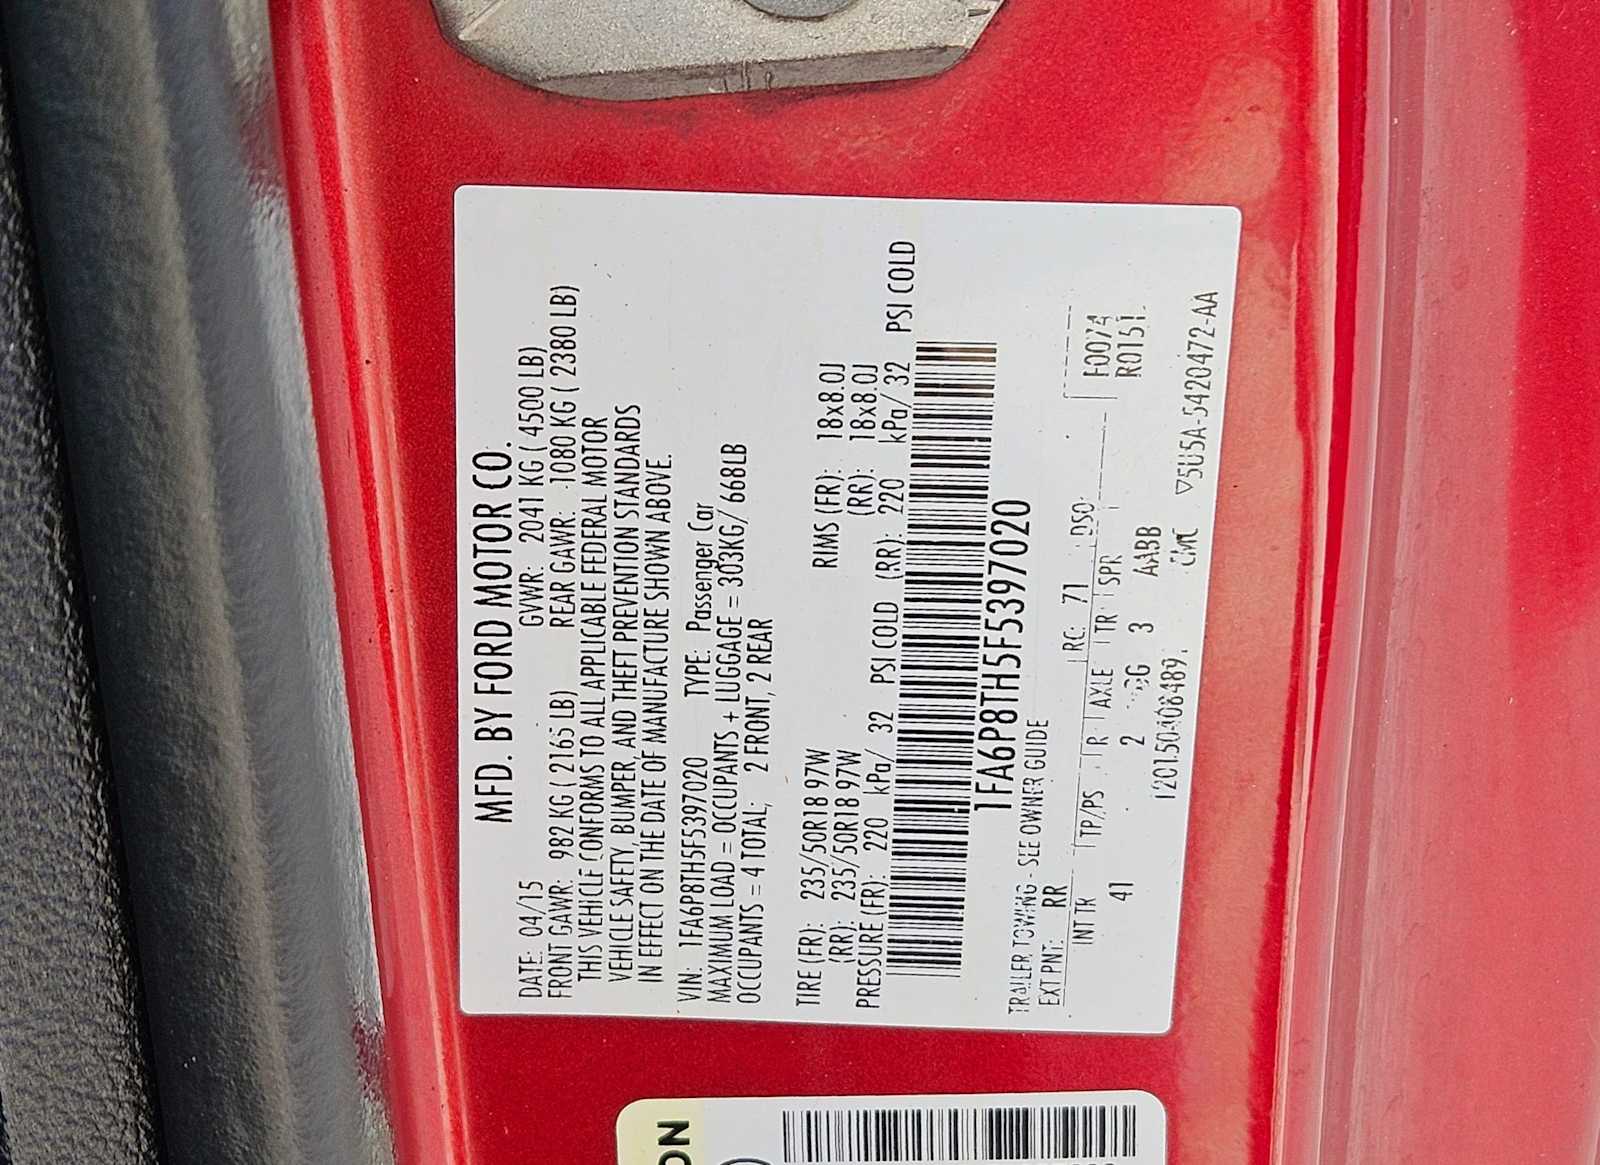 MFD. BY FORD MOTOR CO.
DATE: 04/15 GVWR: 2041 KG ( 4500 LB)
FRONT GAWR: 982 KG ( 2165 LB) REAR GAWR: 1080 KG ( 2380 LB)
THIS VEHICLE CONFORMS TO ALL APPLICABLE FEDERAL MOTOR
VEHICLE SAFETY, BUMPER, AND THEFT PREVENTION STANDARDS
IN EFFECT ON THE DATE OF MANUFACTURE SHOWN ABOVE.
VIN: 1FA6P8TH5F5397020 TYPE: Passenger Car
MAXIMUM LOAD = OCCUPANTS + LUGGAGE = 303KG/ 668LB
OCCUPANTS = 4 TOTAL; 2 FRONT, 2 REAR
TIRE (FR): 235/50R18 97W RIMS (FR): 18x8.0J
(RR): 235/50R18 97W (RR): 18x8.0J
PRESSURE (FR): 220 kPa/ 32 PSI COLD (RR): 220 kPa/ 32 PSI COLD
1FA6P8TH5F5397020
TRAILER TOWING - SEE OWNER GUIDE
EXT PNT: RR RC: 71 DSO: F0074
INT TR TP/PS R AXLE TR SPR R0151
41 2 3 AABB
CMC ▽5U5A-5420472-AA
ON